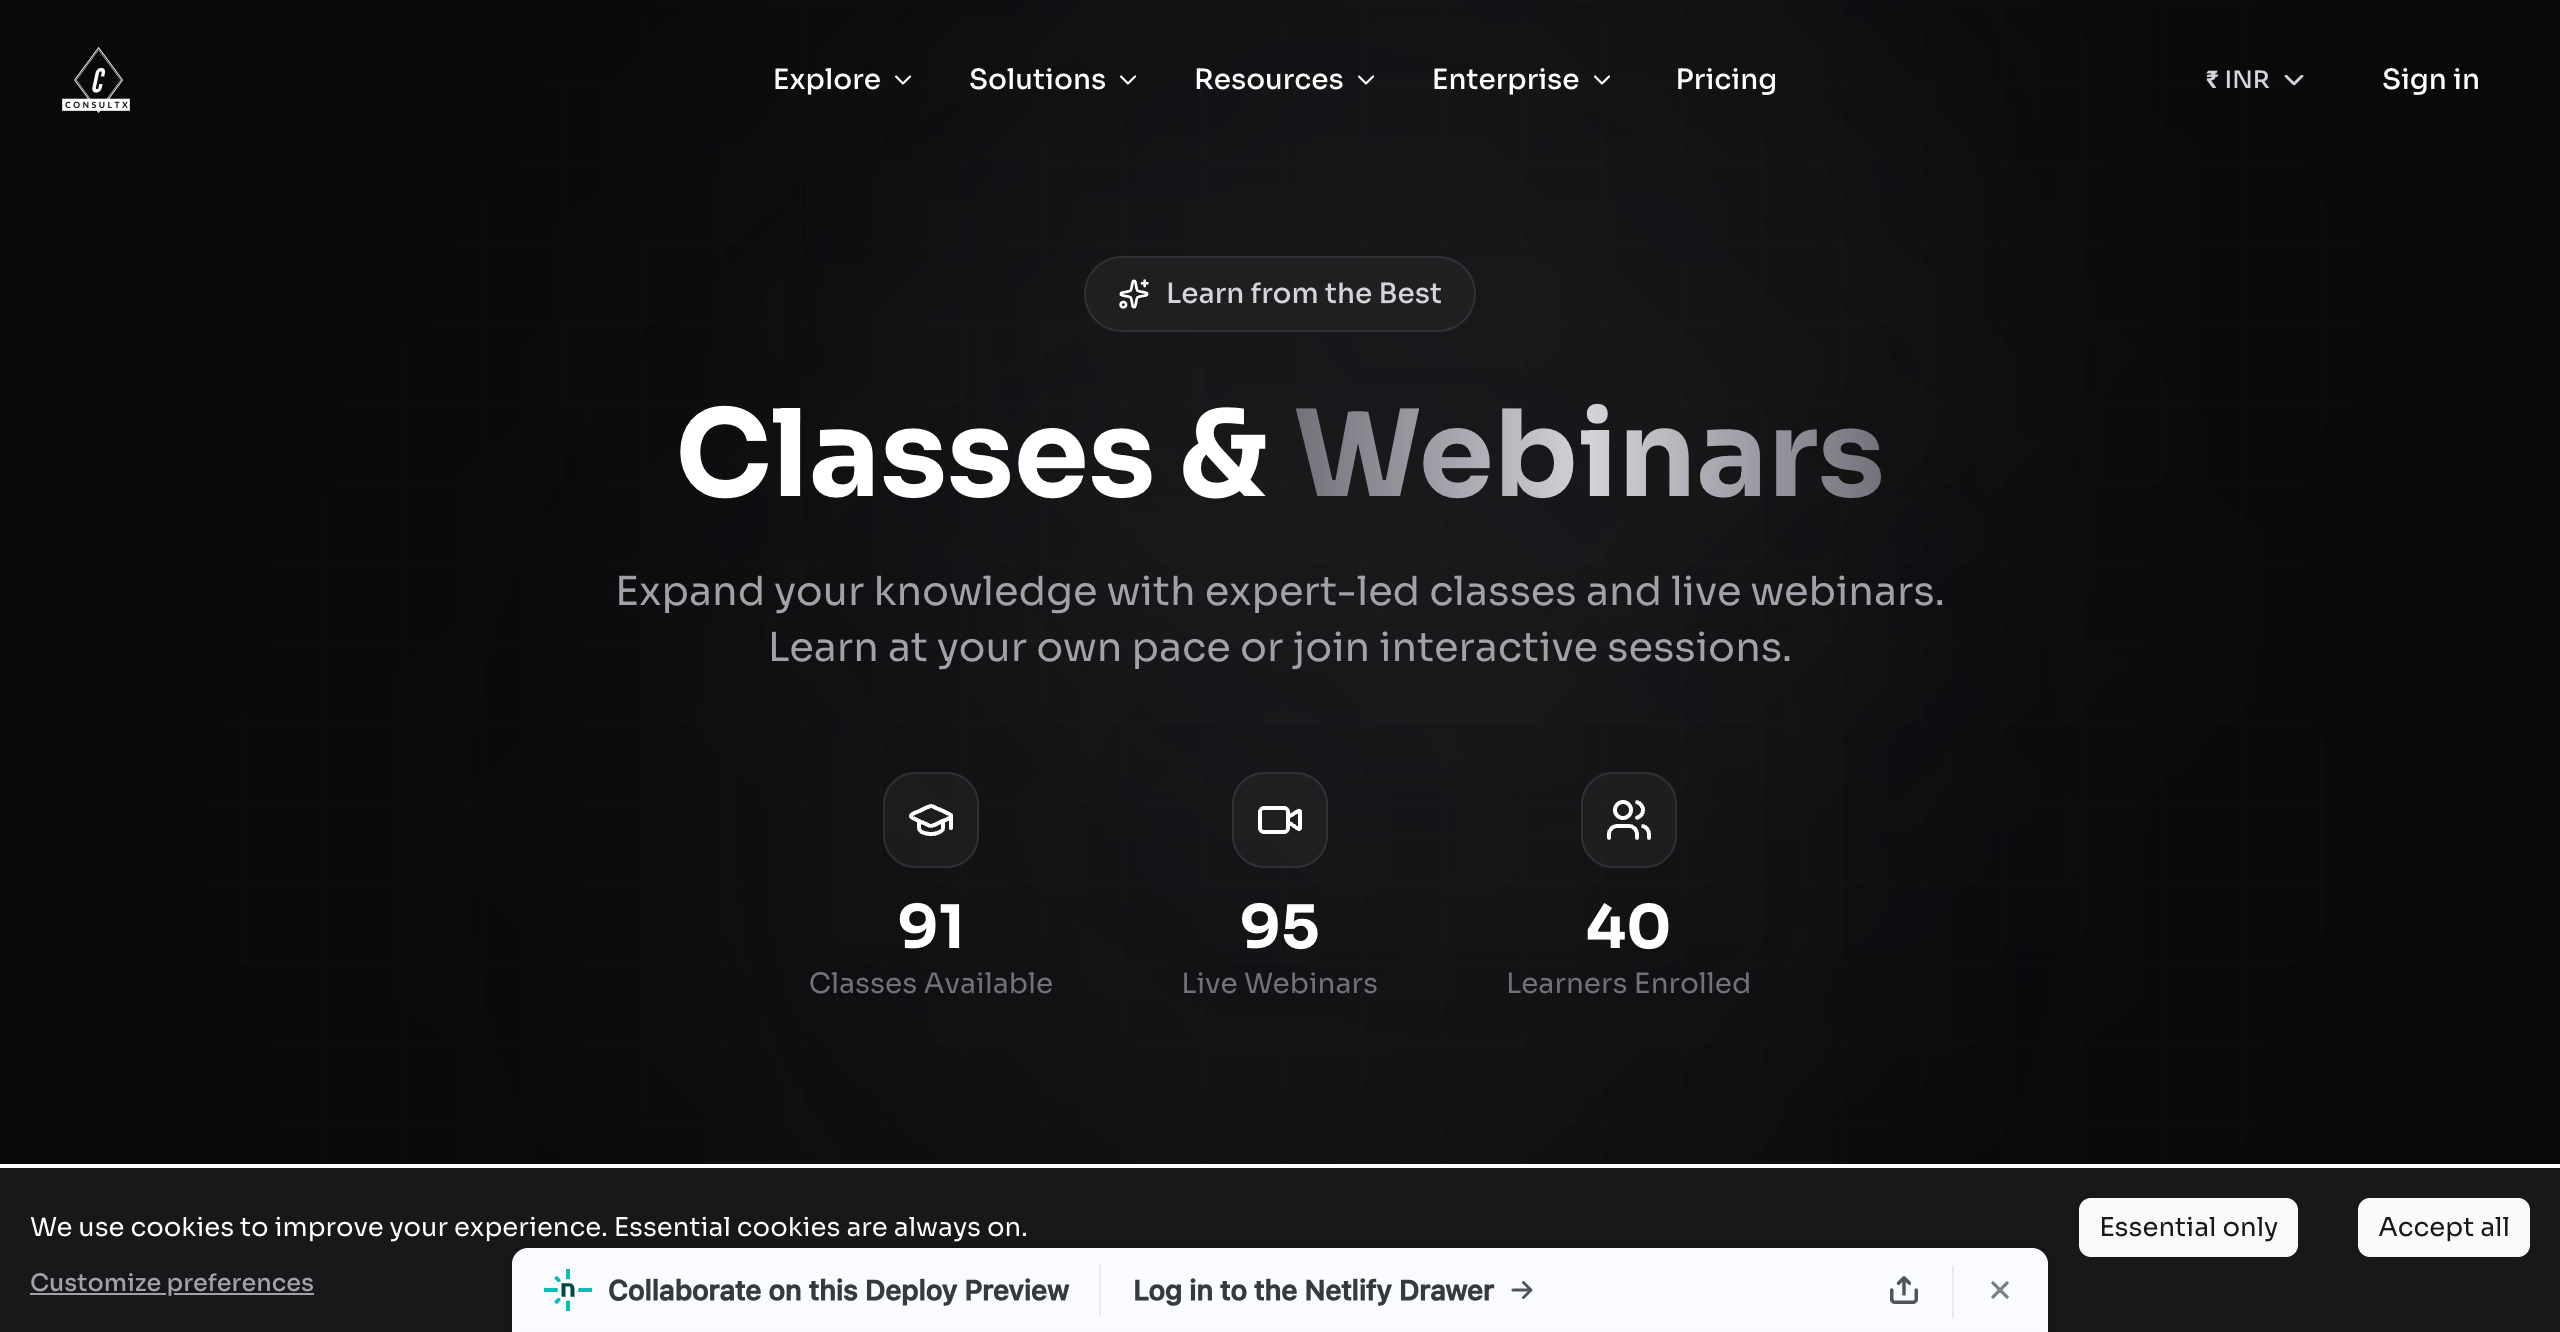 C
CONSULTX
Explore
Solutions
Resources
Enterprise
Pricing
₹ INR
Sign in
Learn from the Best
Classes & Webinars
Expand your knowledge with expert-led classes and live webinars.
Learn at your own pace or join interactive sessions.
91
Classes Available
95
Live Webinars
40
Learners Enrolled
We use cookies to improve your experience. Essential cookies are always on.
Customize preferences
Essential only
Accept all
n
Collaborate on this Deploy Preview
Log in to the Netlify Drawer →